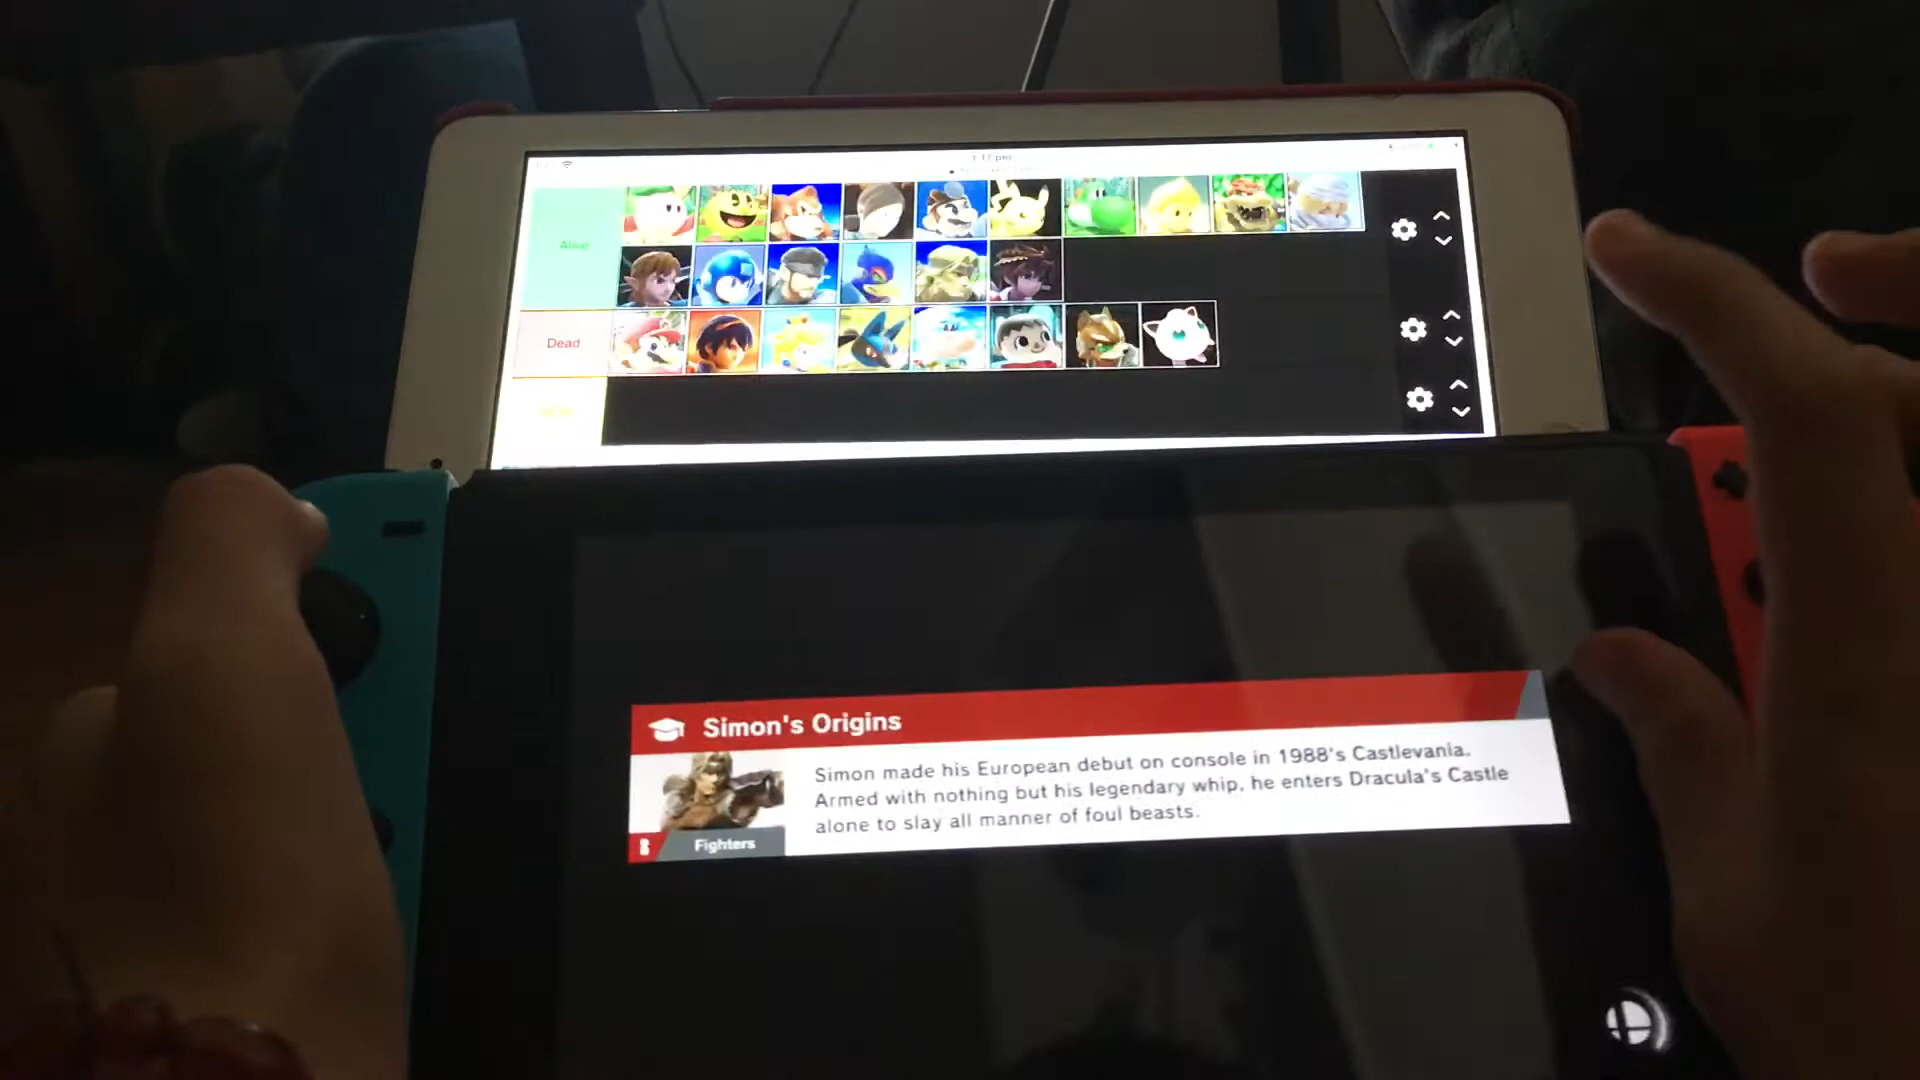 Alive
Dead
Simon's Origins
Simon made his European debut on console in 1988's Castlevania.
Armed with nothing but his legendary whip, he enters Dracula's Castle
alone to slay all manner of foul beasts.
Fighters